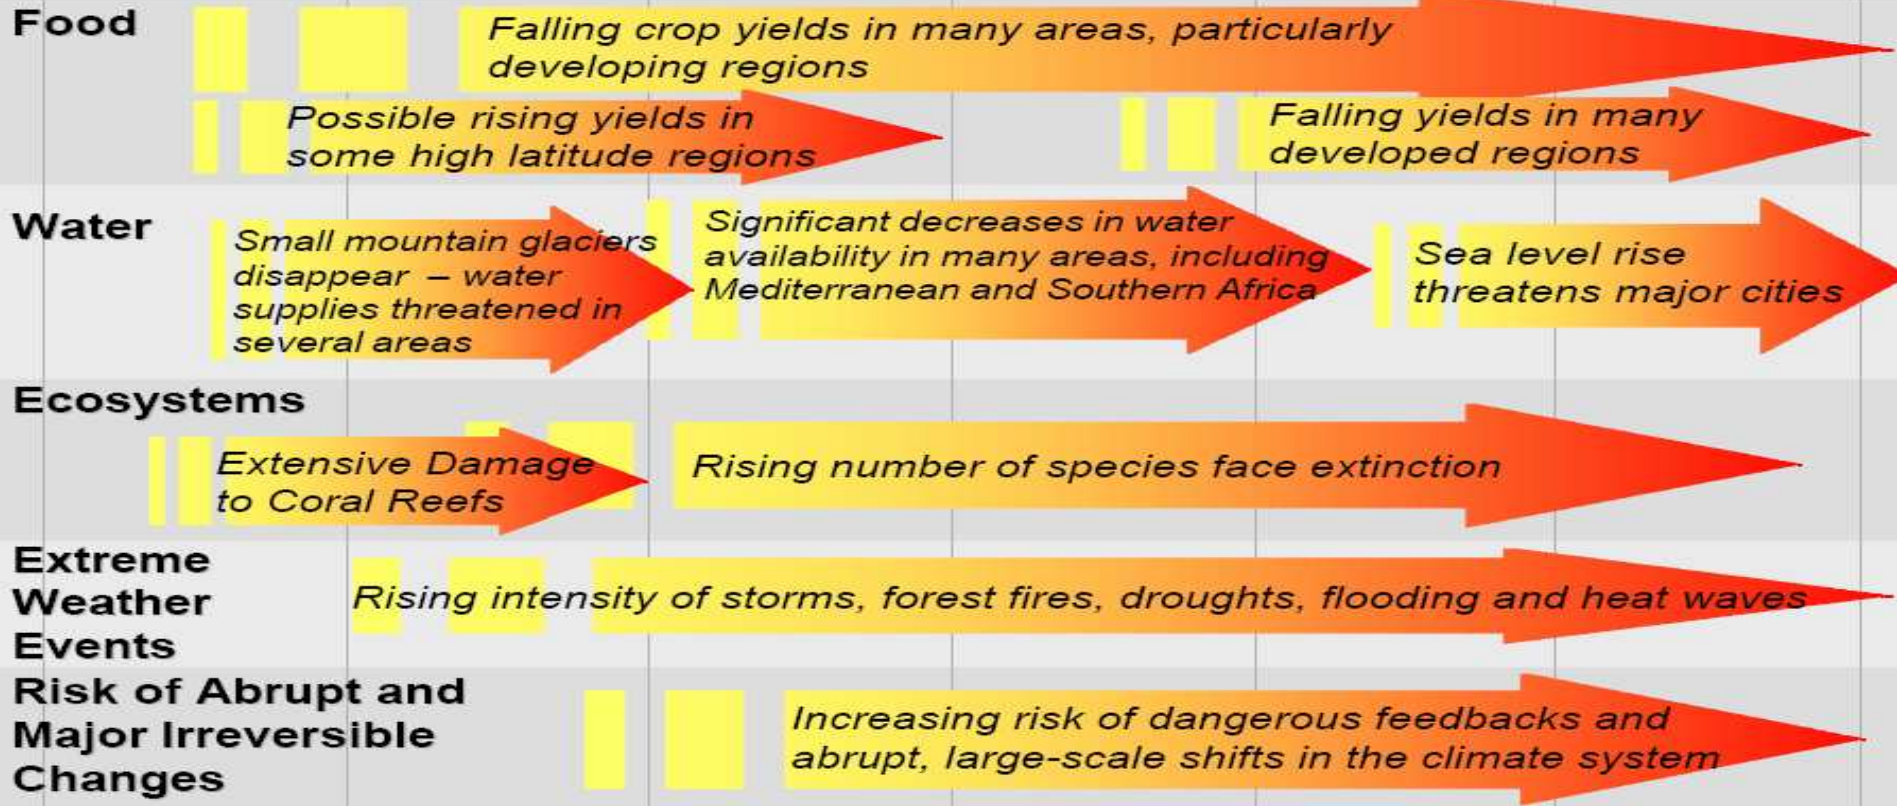 Food
Falling crop yields in many areas, particularly
developing regions
Possible rising yields in
some high latitude regions
Falling yields in many
developed regions
Water
Small mountain glaciers
disappear – water
supplies threatened in
several areas
Significant decreases in water
availability in many areas, including
Mediterranean and Southern Africa
Sea level rise
threatens major cities
Ecosystems
Extensive Damage
to Coral Reefs
Rising number of species face extinction
Extreme
Weather
Events
Rising intensity of storms, forest fires, droughts, flooding and heat waves
Risk of Abrupt and
Major Irreversible
Changes
Increasing risk of dangerous feedbacks and
abrupt, large-scale shifts in the climate system